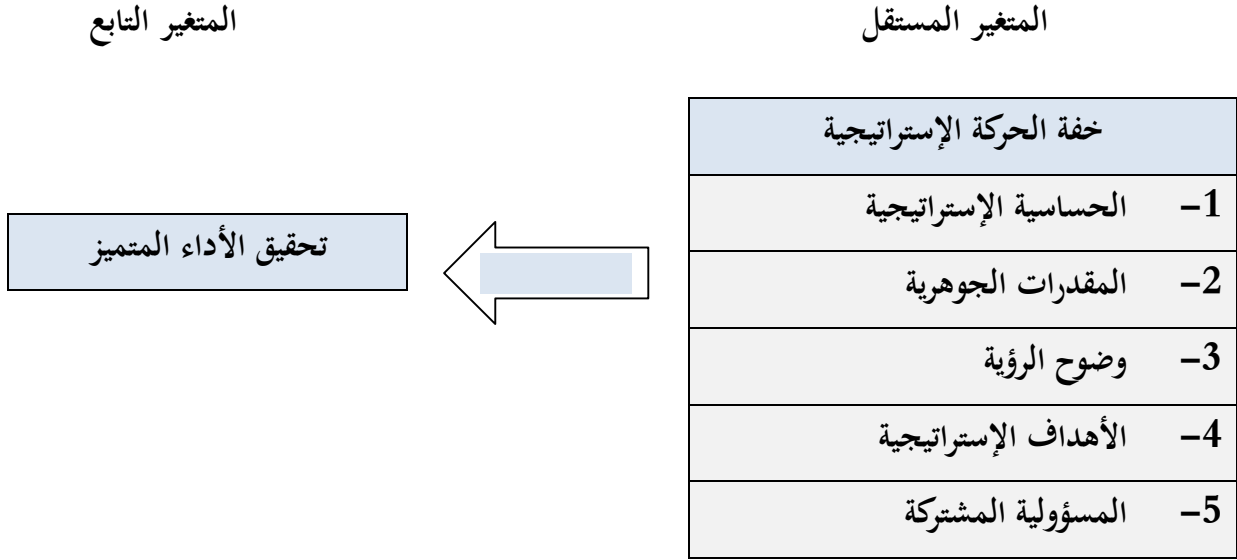 المتغير المستقل
المتغير التابع
خفة الحركة الإستراتيجية
1- الحساسية الإستراتيجية
2- المقدرات الجوهرية
3- وضوح الرؤية
4- الأهداف الإستراتيجية
5- المسؤولية المشتركة
تحقيق الأداء المتميز